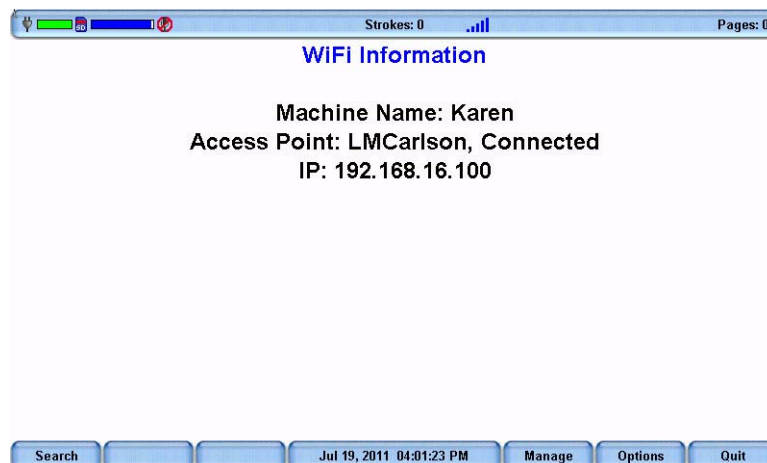 SD Strokes: 0 Pages: 0
WiFi Information
Machine Name: Karen
Access Point: LMCarlson, Connected
IP: 192.168.16.100
Search Jul 19, 2011 04:01:23 PM Manage Options Quit